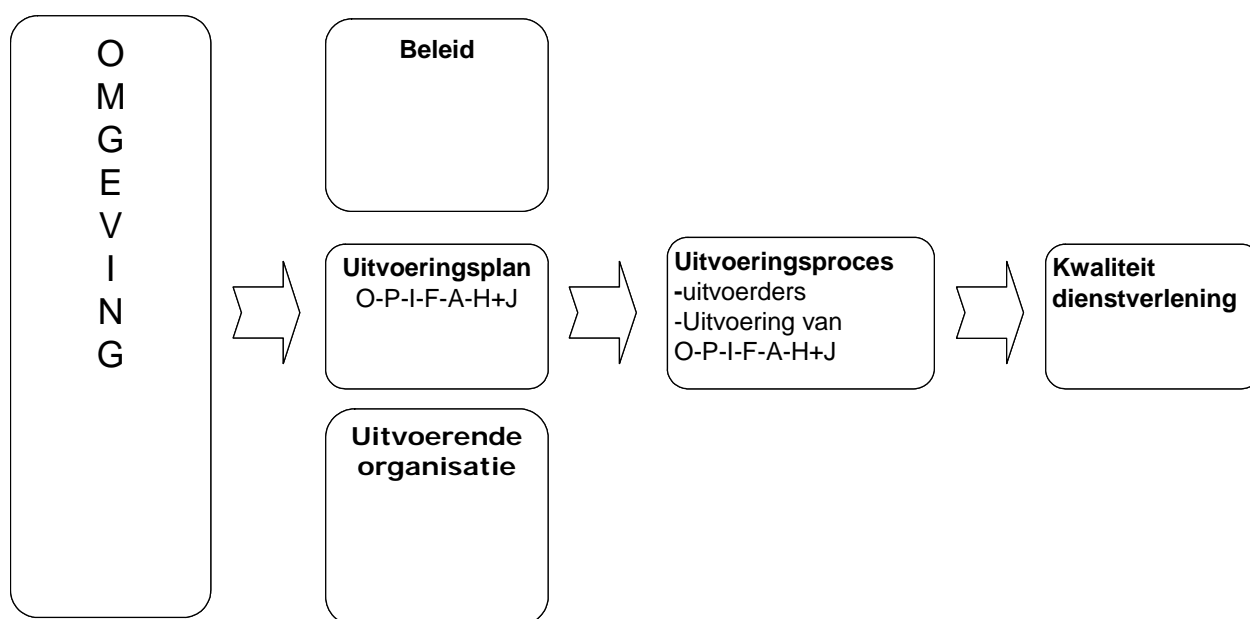 O
M
G
E
V
I
N
G
Beleid
Uitvoeringsplan
O-P-I-F-A-H+J
Uitvoerende
organisatie
Uitvoeringsproces
-uitvoerders
-Uitvoering van
O-P-I-F-A-H+J
Kwaliteit
dienstverlening